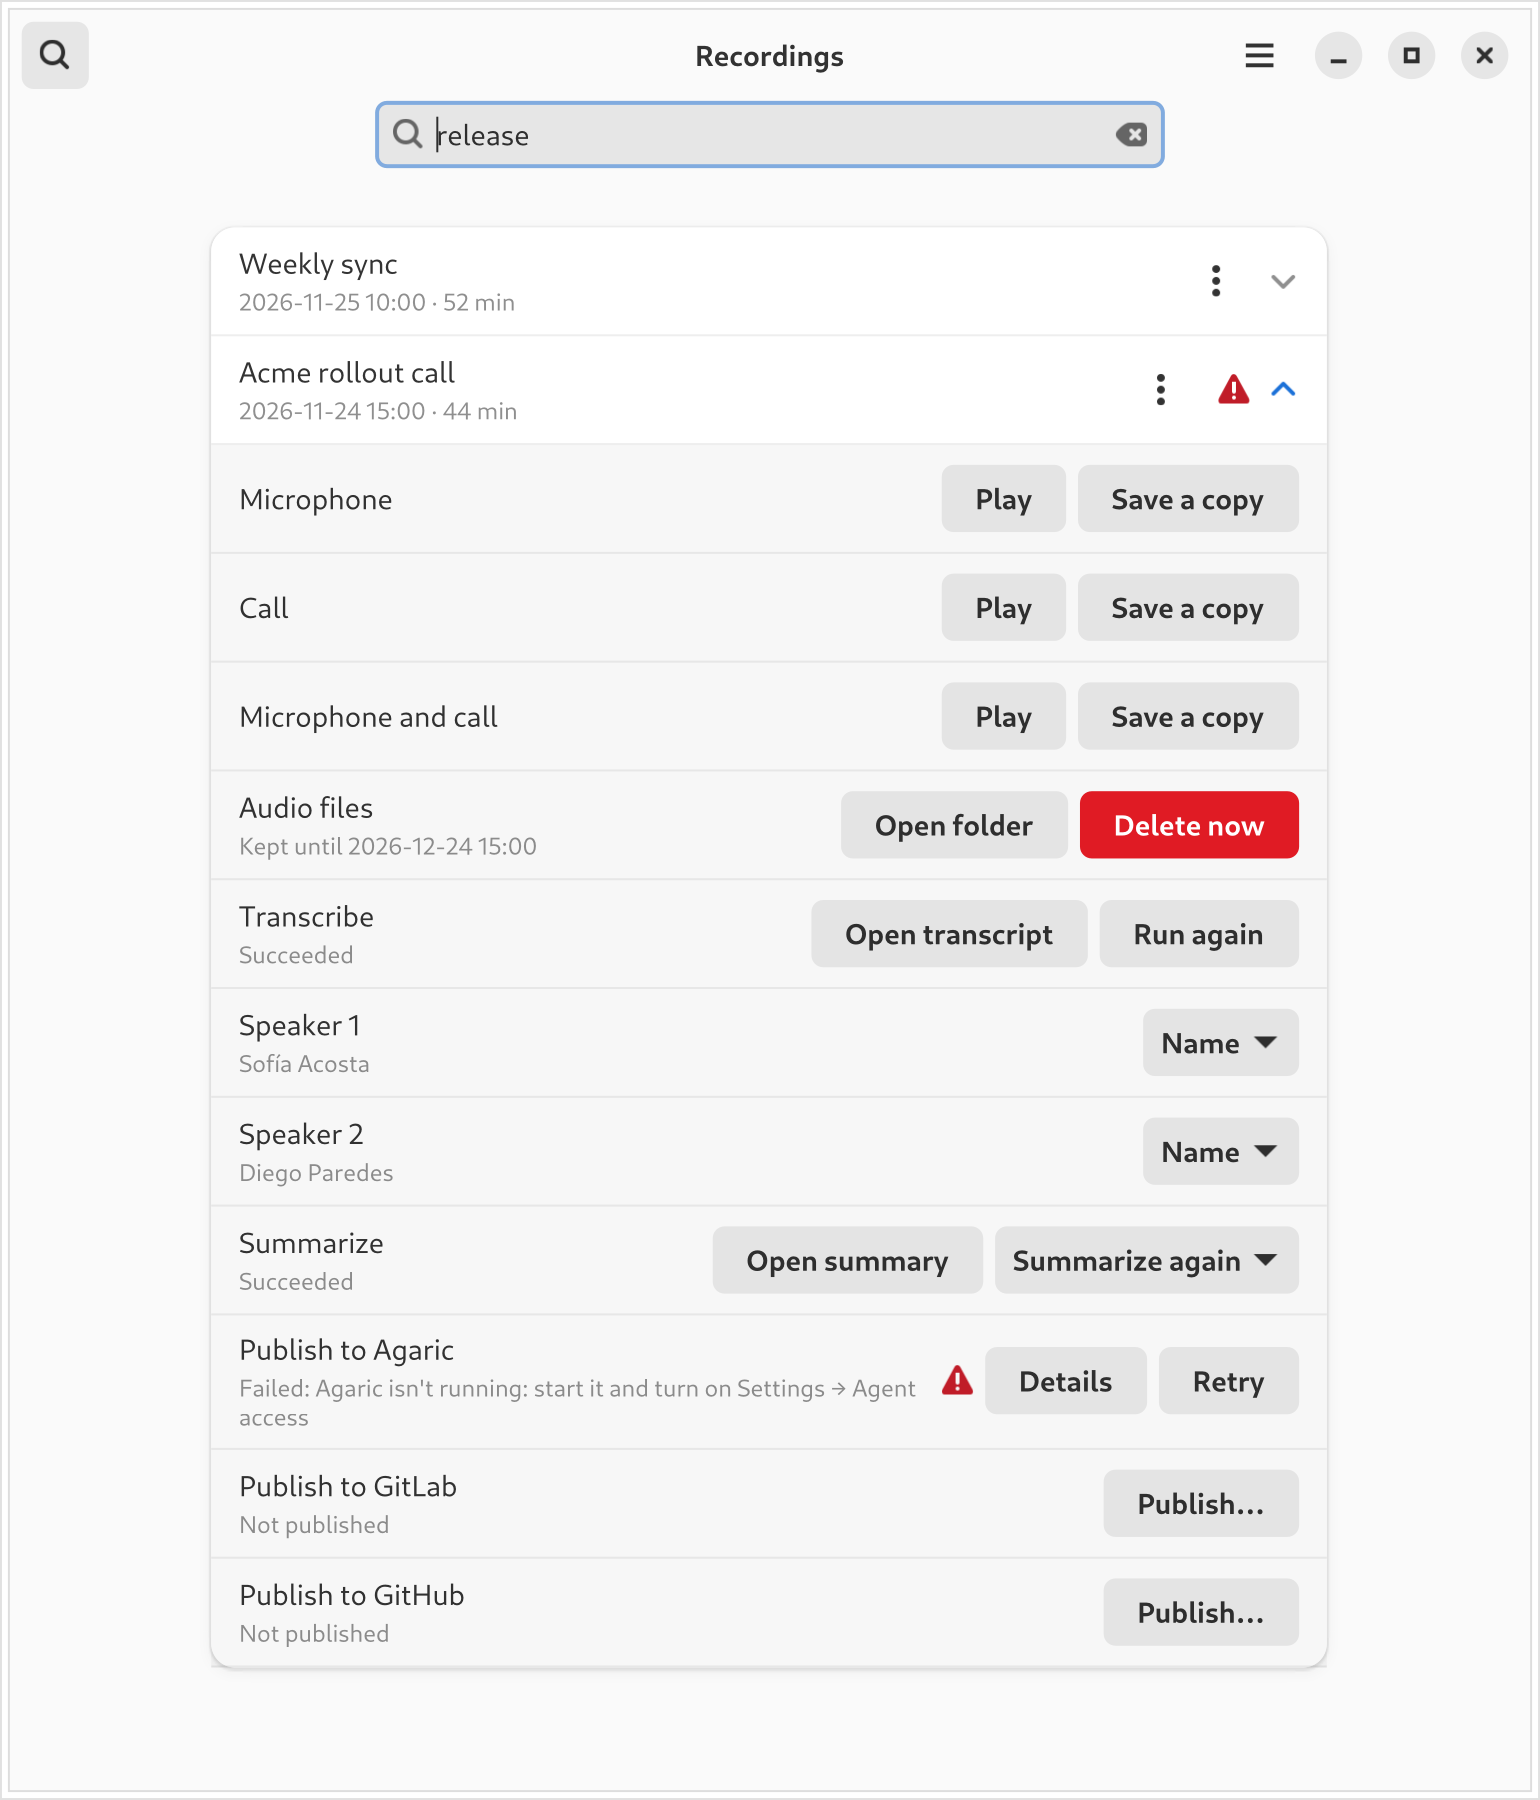 Recordings
release
Weekly sync
2026-11-25 10:00 · 52 min
Acme rollout call
2026-11-24 15:00 · 44 min
Microphone
Play
Save a copy
Call
Play
Save a copy
Microphone and call
Play
Save a copy
Audio files
Kept until 2026-12-24 15:00
Open folder
Delete now
Transcribe
Succeeded
Open transcript
Run again
Speaker 1
Sofía Acosta
Name
Speaker 2
Diego Paredes
Name
Summarize
Succeeded
Open summary
Summarize again
Publish to Agaric
Failed: Agaric isn't running: start it and turn on Settings → Agent
access
Details
Retry
Publish to GitLab
Not published
Publish...
Publish to GitHub
Not published
Publish...